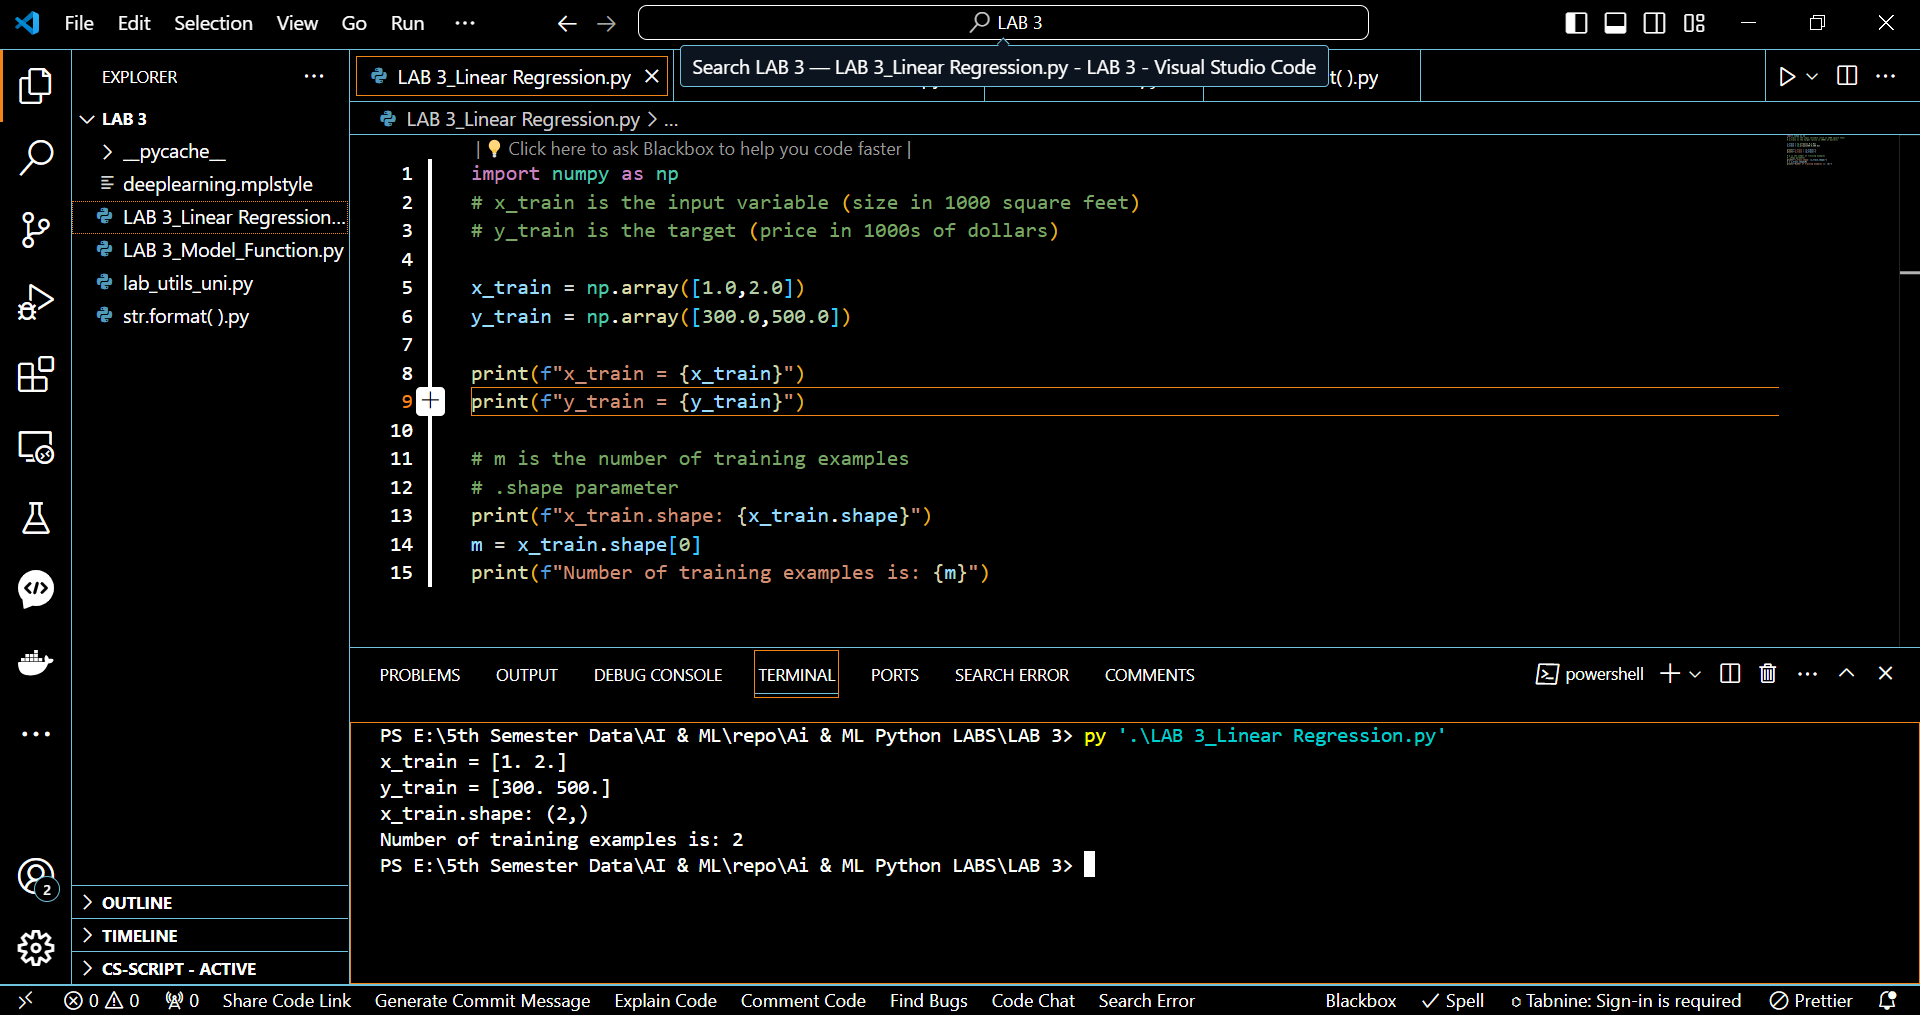 File Edit Selection View Go Run ...
LAB 3
EXPLORER
LAB 3_Linear Regression.py
Search LAB 3 — LAB 3_Linear Regression.py - LAB 3 - Visual Studio Code
t( ).py
LAB 3
__pycache__
deeplearning.mplstyle
LAB 3_Linear Regression...
LAB 3_Model_Function.py
lab_utils_uni.py
str.format( ).py
LAB 3_Linear Regression.py > ...
| Click here to ask Blackbox to help you code faster |
1 import numpy as np
2 # x_train is the input variable (size in 1000 square feet)
3 # y_train is the target (price in 1000s of dollars)
4
5 x_train = np.array([1.0,2.0])
6 y_train = np.array([300.0,500.0])
7
8 print(f"x_train = {x_train}")
9 print(f"y_train = {y_train}")
10
11 # m is the number of training examples
12 # .shape parameter
13 print(f"x_train.shape: {x_train.shape}")
14 m = x_train.shape[0]
15 print(f"Number of training examples is: {m}")
PROBLEMS OUTPUT DEBUG CONSOLE TERMINAL PORTS SEARCH ERROR COMMENTS
powershell
PS E:\5th Semester Data\AI & ML\repo\Ai & ML Python LABS\LAB 3> py '.\LAB 3_Linear Regression.py'
x_train = [1. 2.]
y_train = [300. 500.]
x_train.shape: (2,)
Number of training examples is: 2
PS E:\5th Semester Data\AI & ML\repo\Ai & ML Python LABS\LAB 3>
2
OUTLINE
TIMELINE
CS-SCRIPT - ACTIVE
0 0 0 Share Code Link Generate Commit Message Explain Code Comment Code Find Bugs Code Chat Search Error Blackbox Spell Tabnine: Sign-in is required Prettier